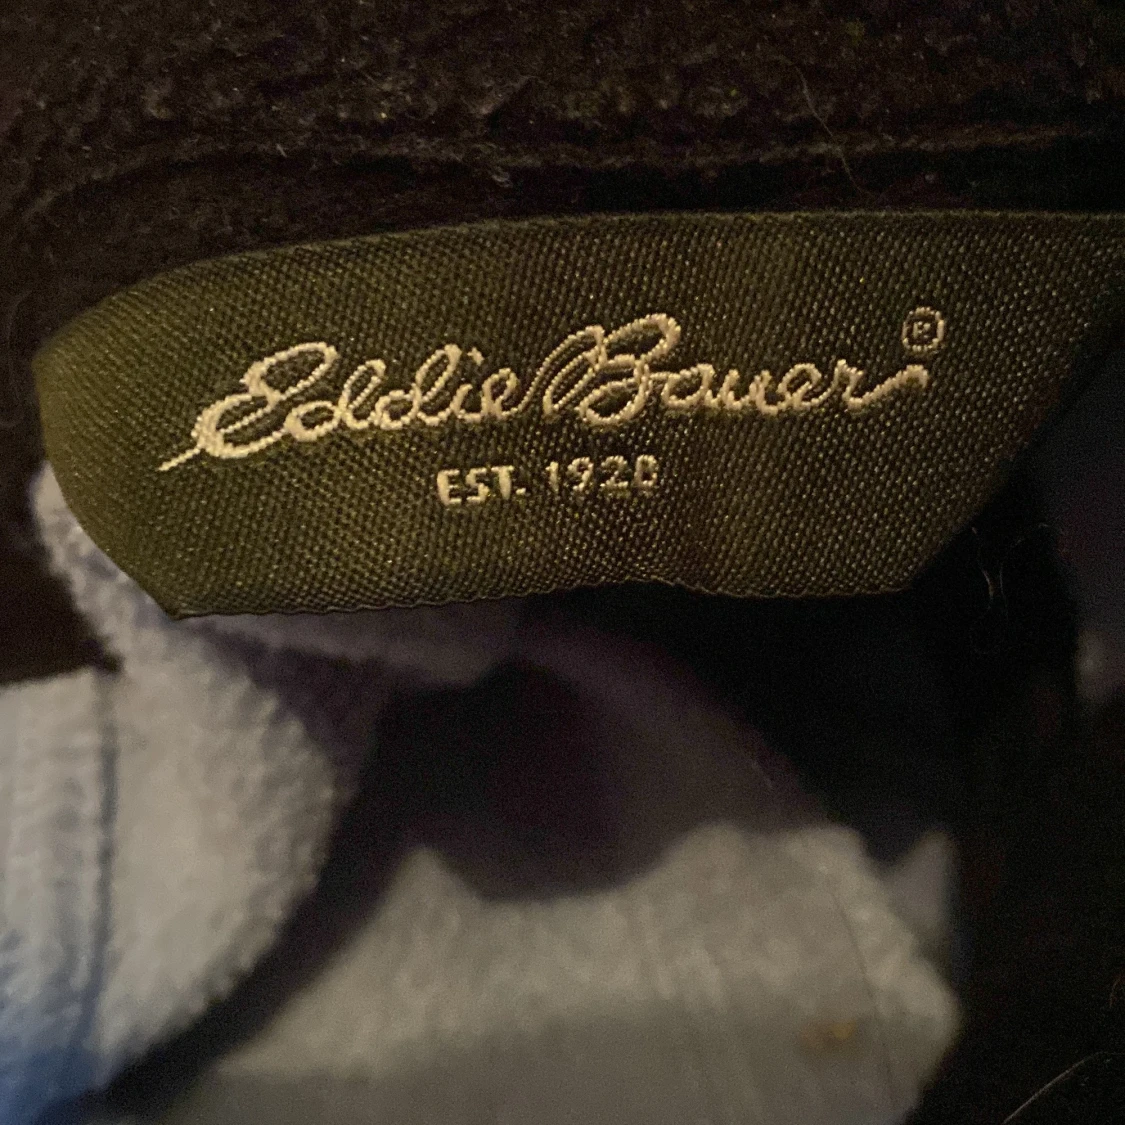 Eddie Bauer®
EST. 1920